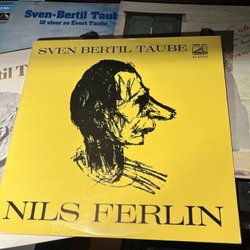 Sven-Bertil Taube
12 visor av Evert Taube
SVEN BERTIL TAUBE
NILS FERLIN